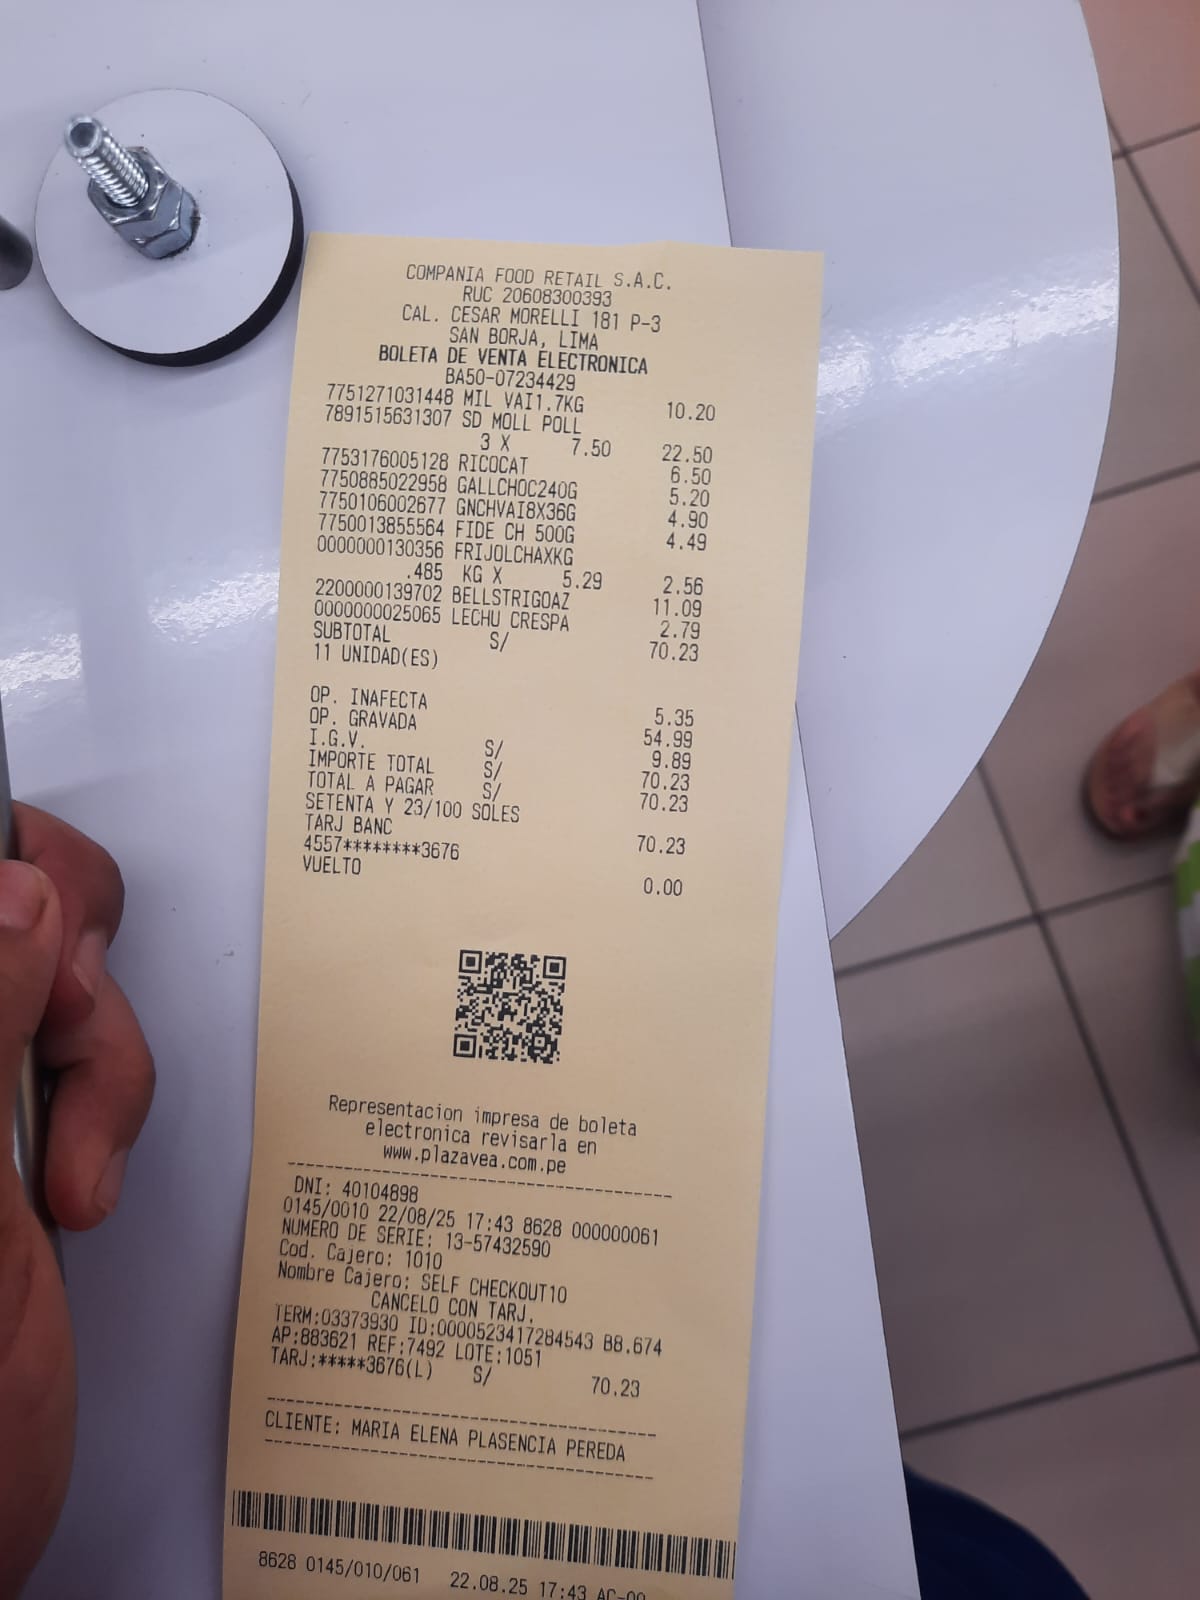 COMPANIA FOOD RETAIL S.A.C.
RUC 20608300393
CAL. CESAR MORELLI 181 P-3
SAN BORJA, LIMA
BOLETA DE VENTA ELECTRONICA
BA50-07234429
7751271031448 MIL VAI1.7KG 10.20
7891515631307 SD MOLL POLL
3 X 7.50 22.50
7753176005128 RICOCAT 6.50
7750885022958 GALLCHOC240G 5.20
7750106002677 GNCHVAI8X36G 4.90
7750013855564 FIDE CH 500G 4.49
0000000130356 FRIJOLCHAXKG
.485 KG X 5.29 2.56
2200000139702 BELLSTRIGOAZ 11.09
0000000025065 LECHU CRESPA 2.79
SUBTOTAL S/ 70.23
11 UNIDAD(ES)
OP. INAFECTA 5.35
OP. GRAVADA 54.99
I.G.V. S/ 9.89
IMPORTE TOTAL S/ 70.23
TOTAL A PAGAR S/ 70.23
SETENTA Y 23/100 SOLES
TARJ BANC 70.23
4557********3676
VUELTO 0.00
Representacion impresa de boleta
electronica revisarla en
www.plazavea.com.pe
DNI: 40104898
0145/0010 22/08/25 17:43 8628 000000061
NUMERO DE SERIE: 13-57432590
Cod. Cajero: 1010
Nombre Cajero: SELF CHECKOUT10
CANCELO CON TARJ.
TERM:03373930 ID:0000523417284543 B8.674
AP:883621 REF:7492 LOTE:1051
TARJ:*****3676(L) S/ 70.23
CLIENTE: MARIA ELENA PLASENCIA PEREDA
8628 0145/010/061 22.08.25 17:43